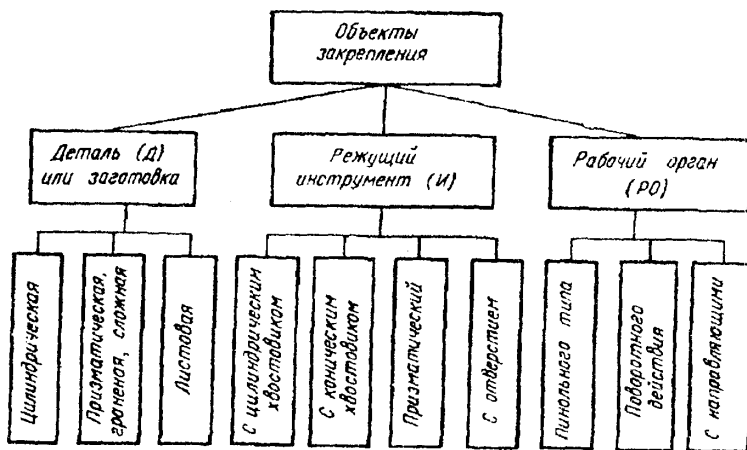 Объекты
закрепления
Деталь (Д)
или заготовка
Режущий
инструмент (И)
Рабочий орган
(РО)
Цилиндрическая
Призматическая,
граненая, сложная
Листовая
С цилиндрическим
хвостовиком
С коническим
хвостовиком
Призматический
С отверстием
Пинольного типа
Поворотного
действия
С направляющими